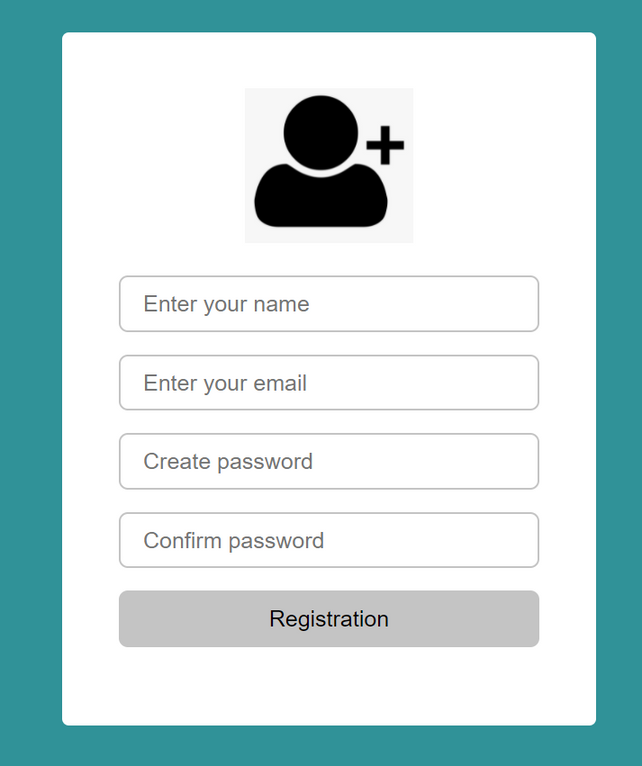 Enter your name
Enter your email
Create password
Confirm password
Registration